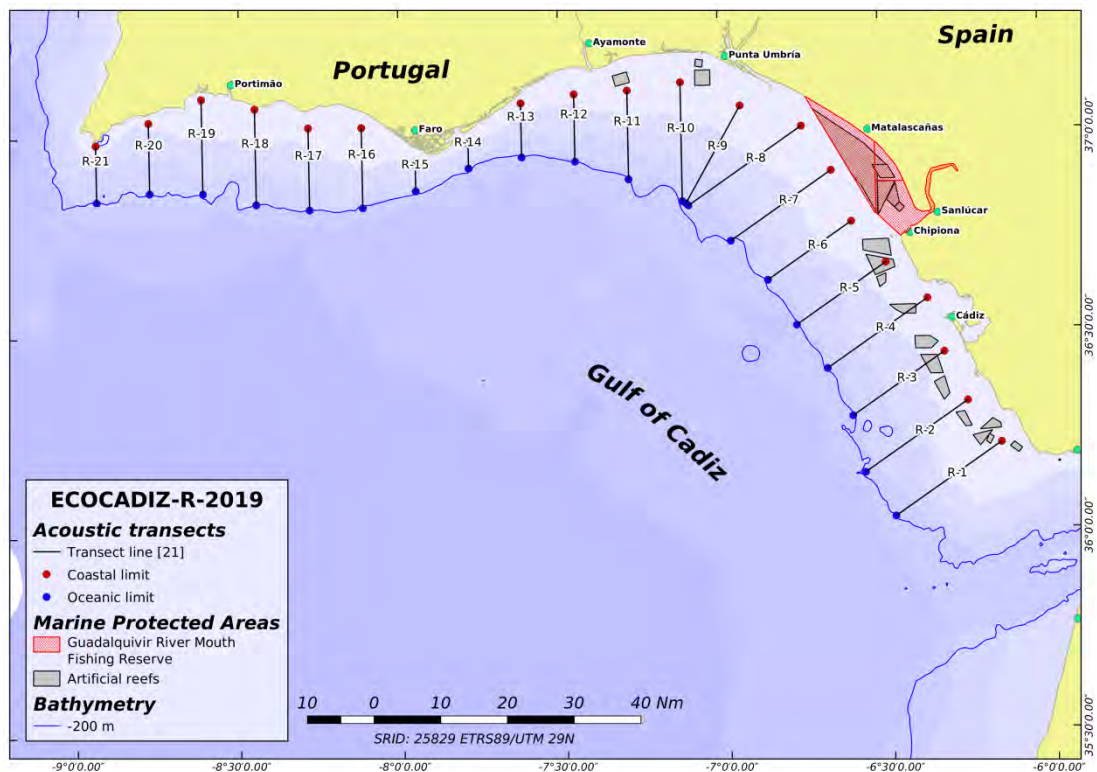 Spain
Portugal
Ayamonte
Punta Umbría
Portimão
Faro
Matalascañas
Sanlúcar
Chipiona
Cádiz
R-21
R-20
R-19
R-18
R-17
R-16
R-15
R-14
R-13
R-12
R-11
R-10
R-9
R-8
R-7
R-6
R-5
R-4
R-3
R-2
R-1
Gulf of Cadiz
37°0'0.00"
36°30'0.00"
36°0'0.00"
35°30'0.00"
ECOCADIZ-R-2019
Acoustic transects
Transect line [21]
Coastal limit
Oceanic limit
Marine Protected Areas
Guadalquivir River Mouth
Fishing Reserve
Artificial reefs
Bathymetry
-200 m
10 0 10 20 30 40 Nm
SRID: 25829 ETRS89/UTM 29N
-9°0'0.00" -8°30'0.00" -8°0'0.00" -7°30'0.00" -7°0'0.00" -6°30'0.00" -6°0'0.00"